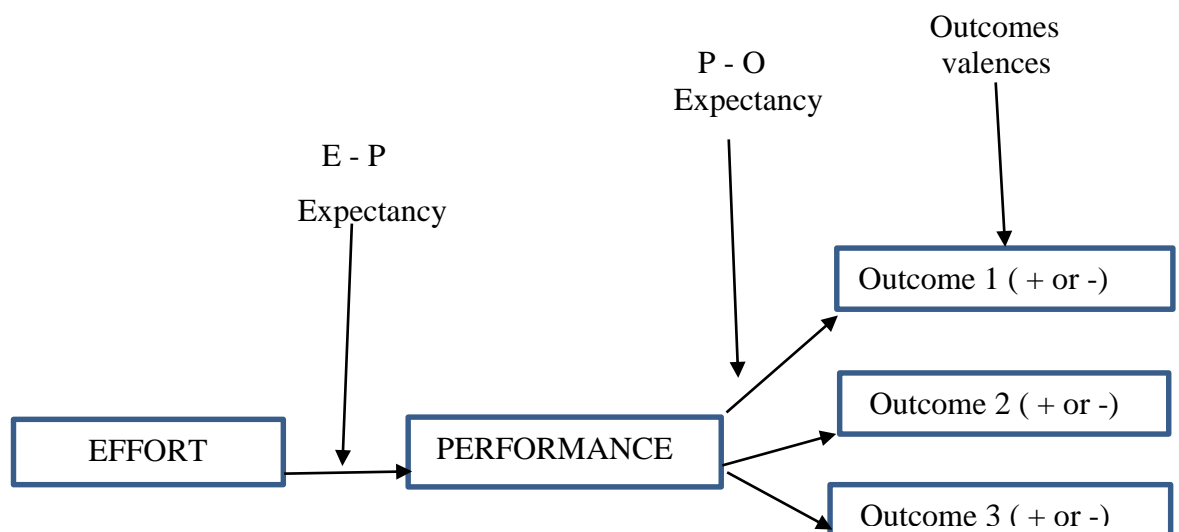 Outcomes
valences
P - O
Expectancy
E - P
Expectancy
Outcome 1 ( + or -)
Outcome 2 ( + or -)
EFFORT
PERFORMANCE
Outcome 3 ( + or -)